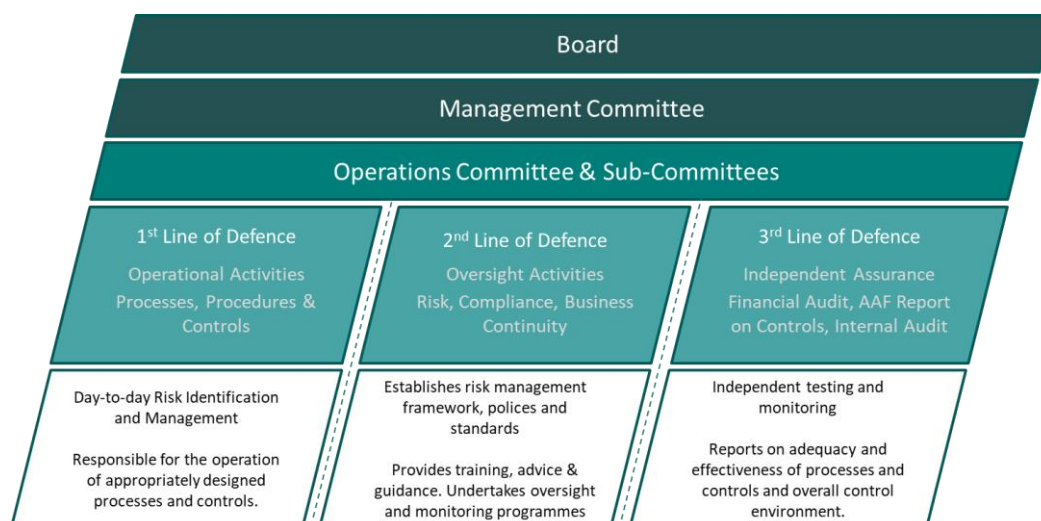 Board
Management Committee
Operations Committee & Sub-Committees
1st Line of Defence
Operational Activities
Processes, Procedures &
Controls
2nd Line of Defence
Oversight Activities
Risk, Compliance, Business
Continuity
3rd Line of Defence
Independent Assurance
Financial Audit, AAF Report
on Controls, Internal Audit
Day-to-day Risk Identification
and Management
Responsible for the operation
of appropriately designed
processes and controls.
Establishes risk management
framework, polices and
standards
Provides training, advice &
guidance. Undertakes oversight
and monitoring programmes
Independent testing and
monitoring
Reports on adequacy and
effectiveness of processes and
controls and overall control
environment.